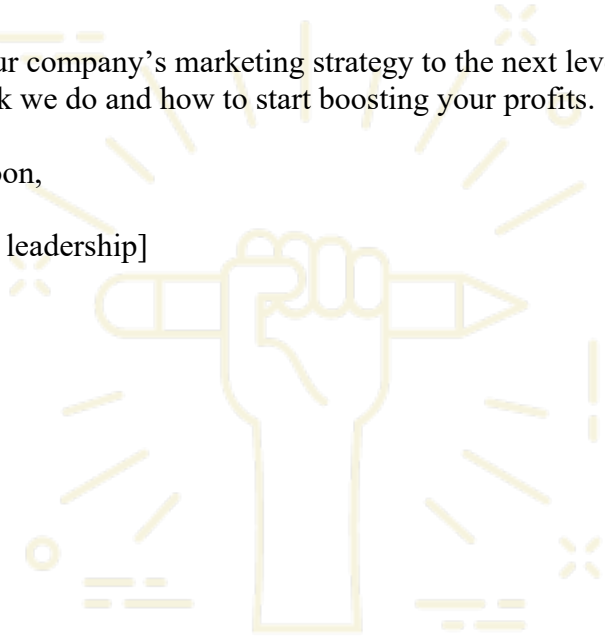 ur company’s marketing strategy to the next lev
k we do and how to start boosting your profits.
oon,
leadership]